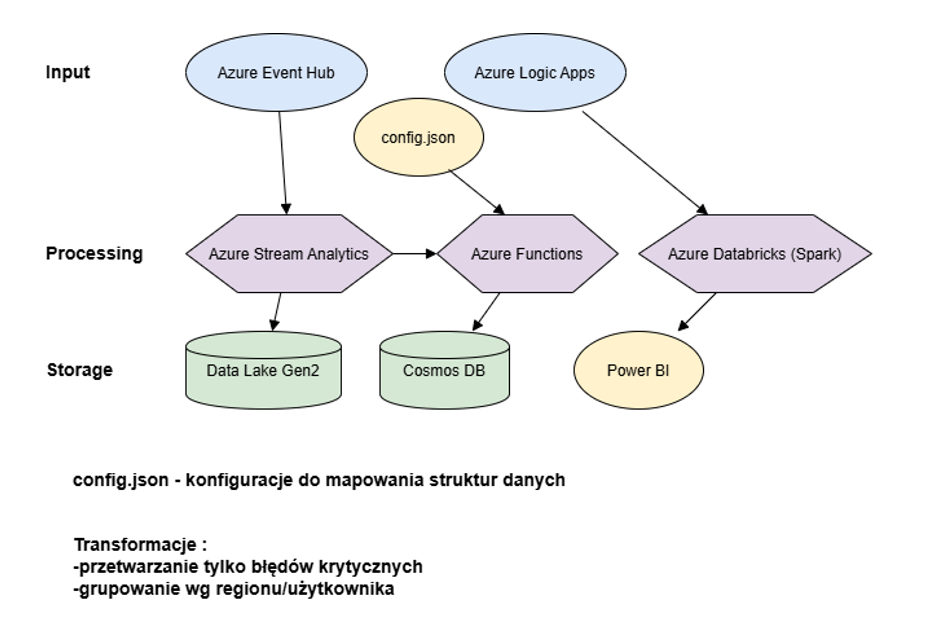 Input
Azure Event Hub
Azure Logic Apps
config.json
Processing
Azure Stream Analytics
Azure Functions
Azure Databricks (Spark)
Storage
Data Lake Gen2
Cosmos DB
Power BI
config.json - konfiguracje do mapowania struktur danych
Transformacje :
-przetwarzanie tylko błędów krytycznych
-grupowanie wg regionu/użytkownika